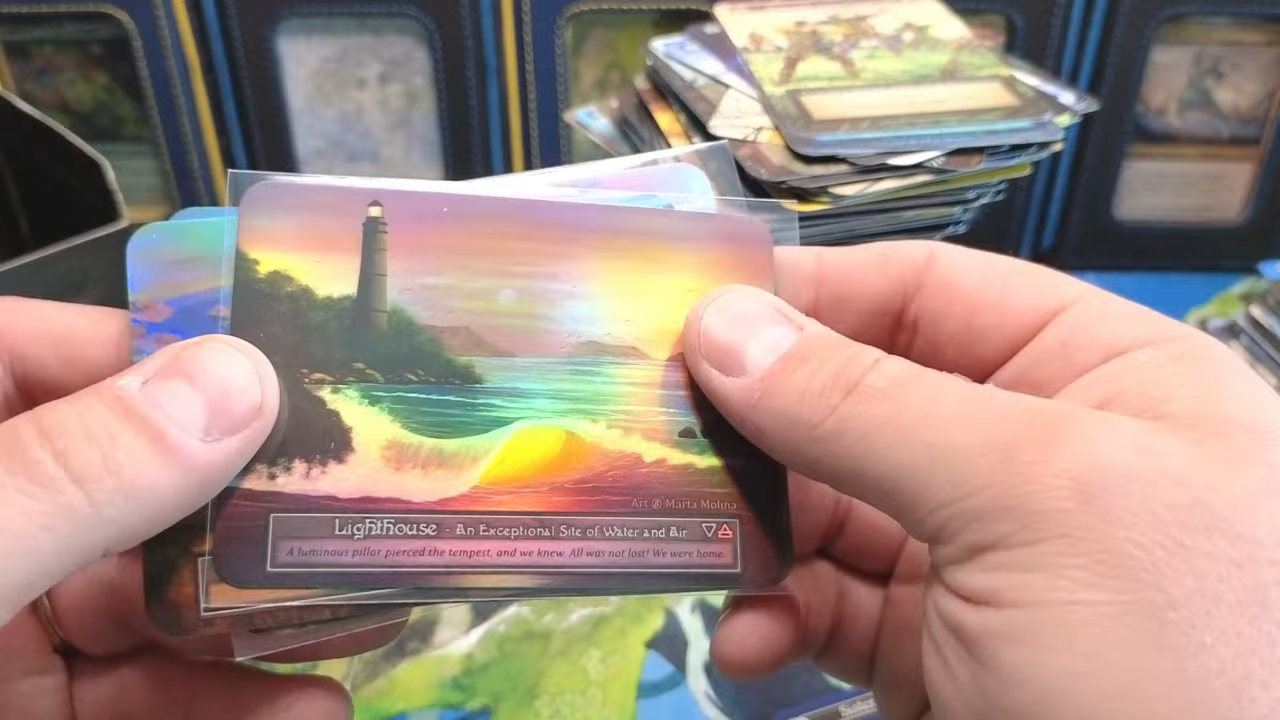 Art @ Marta Molina
Lighthouse - An Exceptional Site of Water and Air
A luminous pillar pierced the tempest, and we knew. All was not lost! We were home.